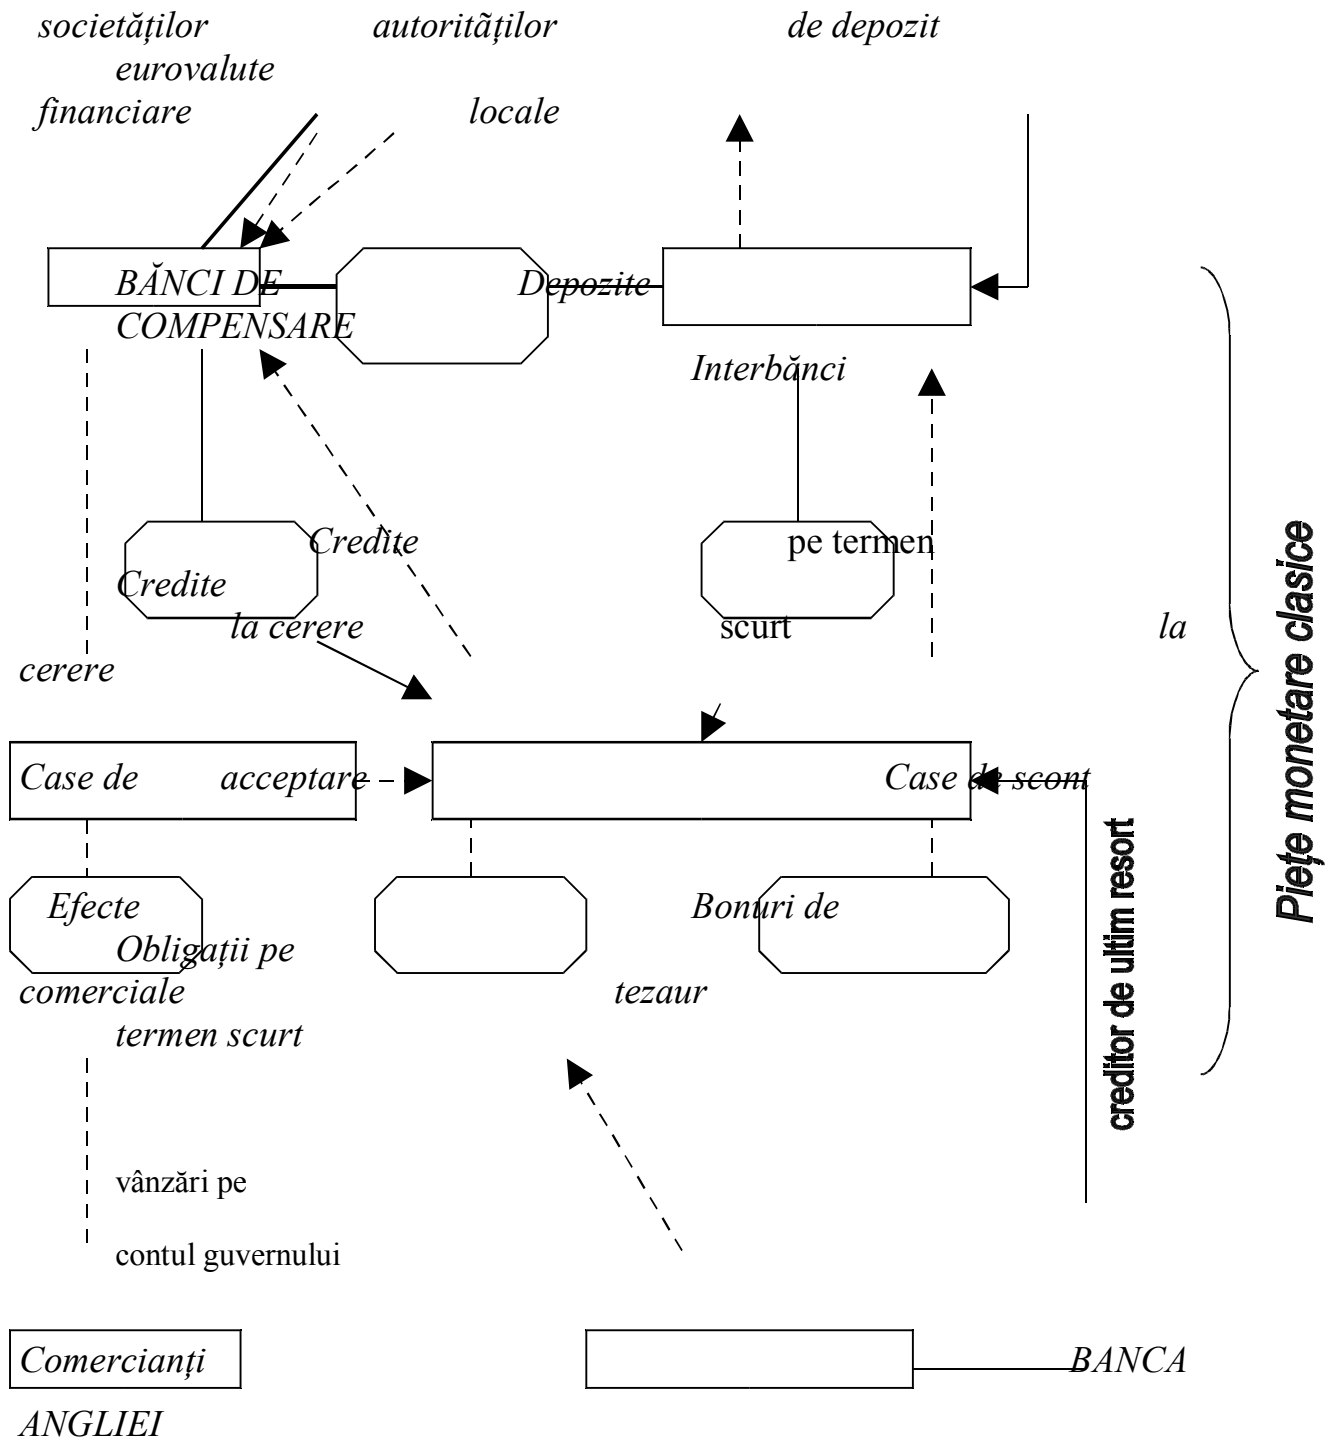 societăților autoritãților de depozit
eurovalute
financiare locale
BĂNCI DE Depozite
COMPENSARE
Interbănci
Credite pe termen
Credite
la cerere scurt la
cerere
Case de acceptare Case de scont
Efecte Bonuri de
Obligații pe
comerciale tezaur
termen scurt
vânzări pe
contul guvernului
Comercianți BANCA
ANGLIEI
creditor de ultim resort
Piețe monetare clasice